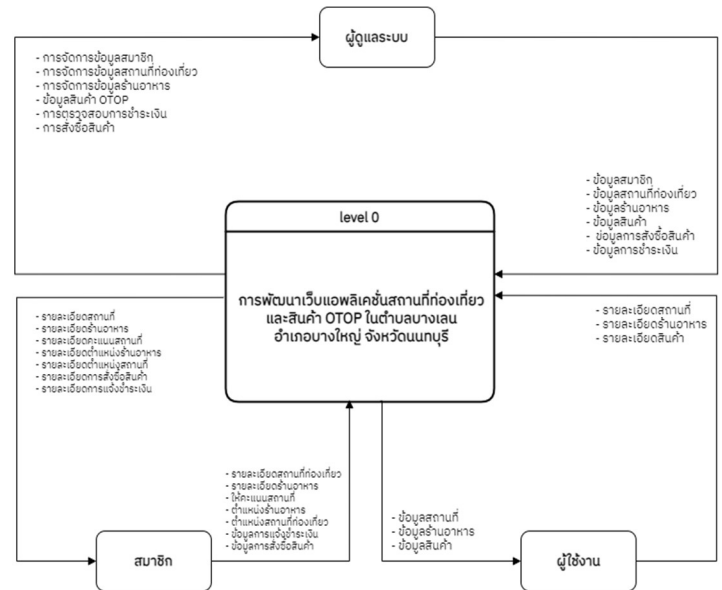 ผู้ดูแลระบบ
- การจัดการข้อมูลสมาชิก
- การจัดการข้อมูลสถานที่ท่องเที่ยว
- การจัดการข้อมูลร้านอาหาร
- ข้อมูลสินค้า OTOP
- การตรวจสอบการชำระเงิน
- การสั่งซื้อสินค้า
- ข้อมูลสมาชิก
- ข้อมูลสถานที่ท่องเที่ยว
- ข้อมูลร้านอาหาร
- ข้อมูลสินค้า
- ข่อมูลการสั่งซื้อสินค้า
- ข้อมูลการชำระเงิน
level 0
การพัฒนาเว็บแอพลิเคชั่นสถานที่ท่องเที่ยว
และสินค้า OTOP ในตำบลบางเลน
อำเภอบางใหญ่ จังหวัดนนทบุรี
- รายละเอียดสถานที่
- รายละเอียดร้านอาหาร
- รายละเอียดคะแนนสถานที่
- รายละเอียดตำแหน่งร้านอาหาร
- รายละเอียดตำแหน่งสถานที่
- รายละเอียดการสั่งซื้อสินค้า
- รายละเอียดการแจ้งชำระเงิน
- รายละเอียดสถานที่
- รายละเอียดร้านอาหาร
- รายละเอียดสินค้า
- รายละเอียดสถานที่ท่องเที่ยว
- รายละเอียดร้านอาหาร
- ให้คะแนนสถานที่
- ตำแหน่งร้านอาหาร
- ตำแหน่งสถานที่ท่องเที่ยว
- ข้อมูลการแจ้งชำระเงิน
- ข้อมูลการสั่งซื้อสินค้า
- ข้อมูลสถานที่
- ข้อมูลร้านอาหาร
- ข้อมูลสินค้า
สมาชิก
ผู้ใช้งาน